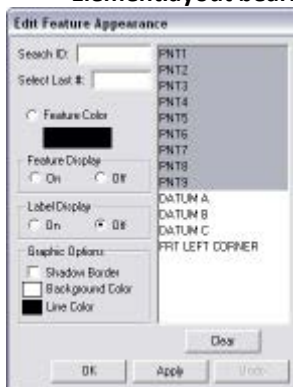 Edit Feature Appearance
Search ID:
Select Last #:
Feature Color
Feature Display
On Off
Label Display
On Off
Graphic Options
Shadow Border
Background Color
Line Color
PNT1
PNT2
PNT3
PNT4
PNT5
PNT6
PNT7
PNT8
PNT9
DATUM A
DATUM B
DATUM C
FRT LEFT CORNER
Clear
OK Apply Undo